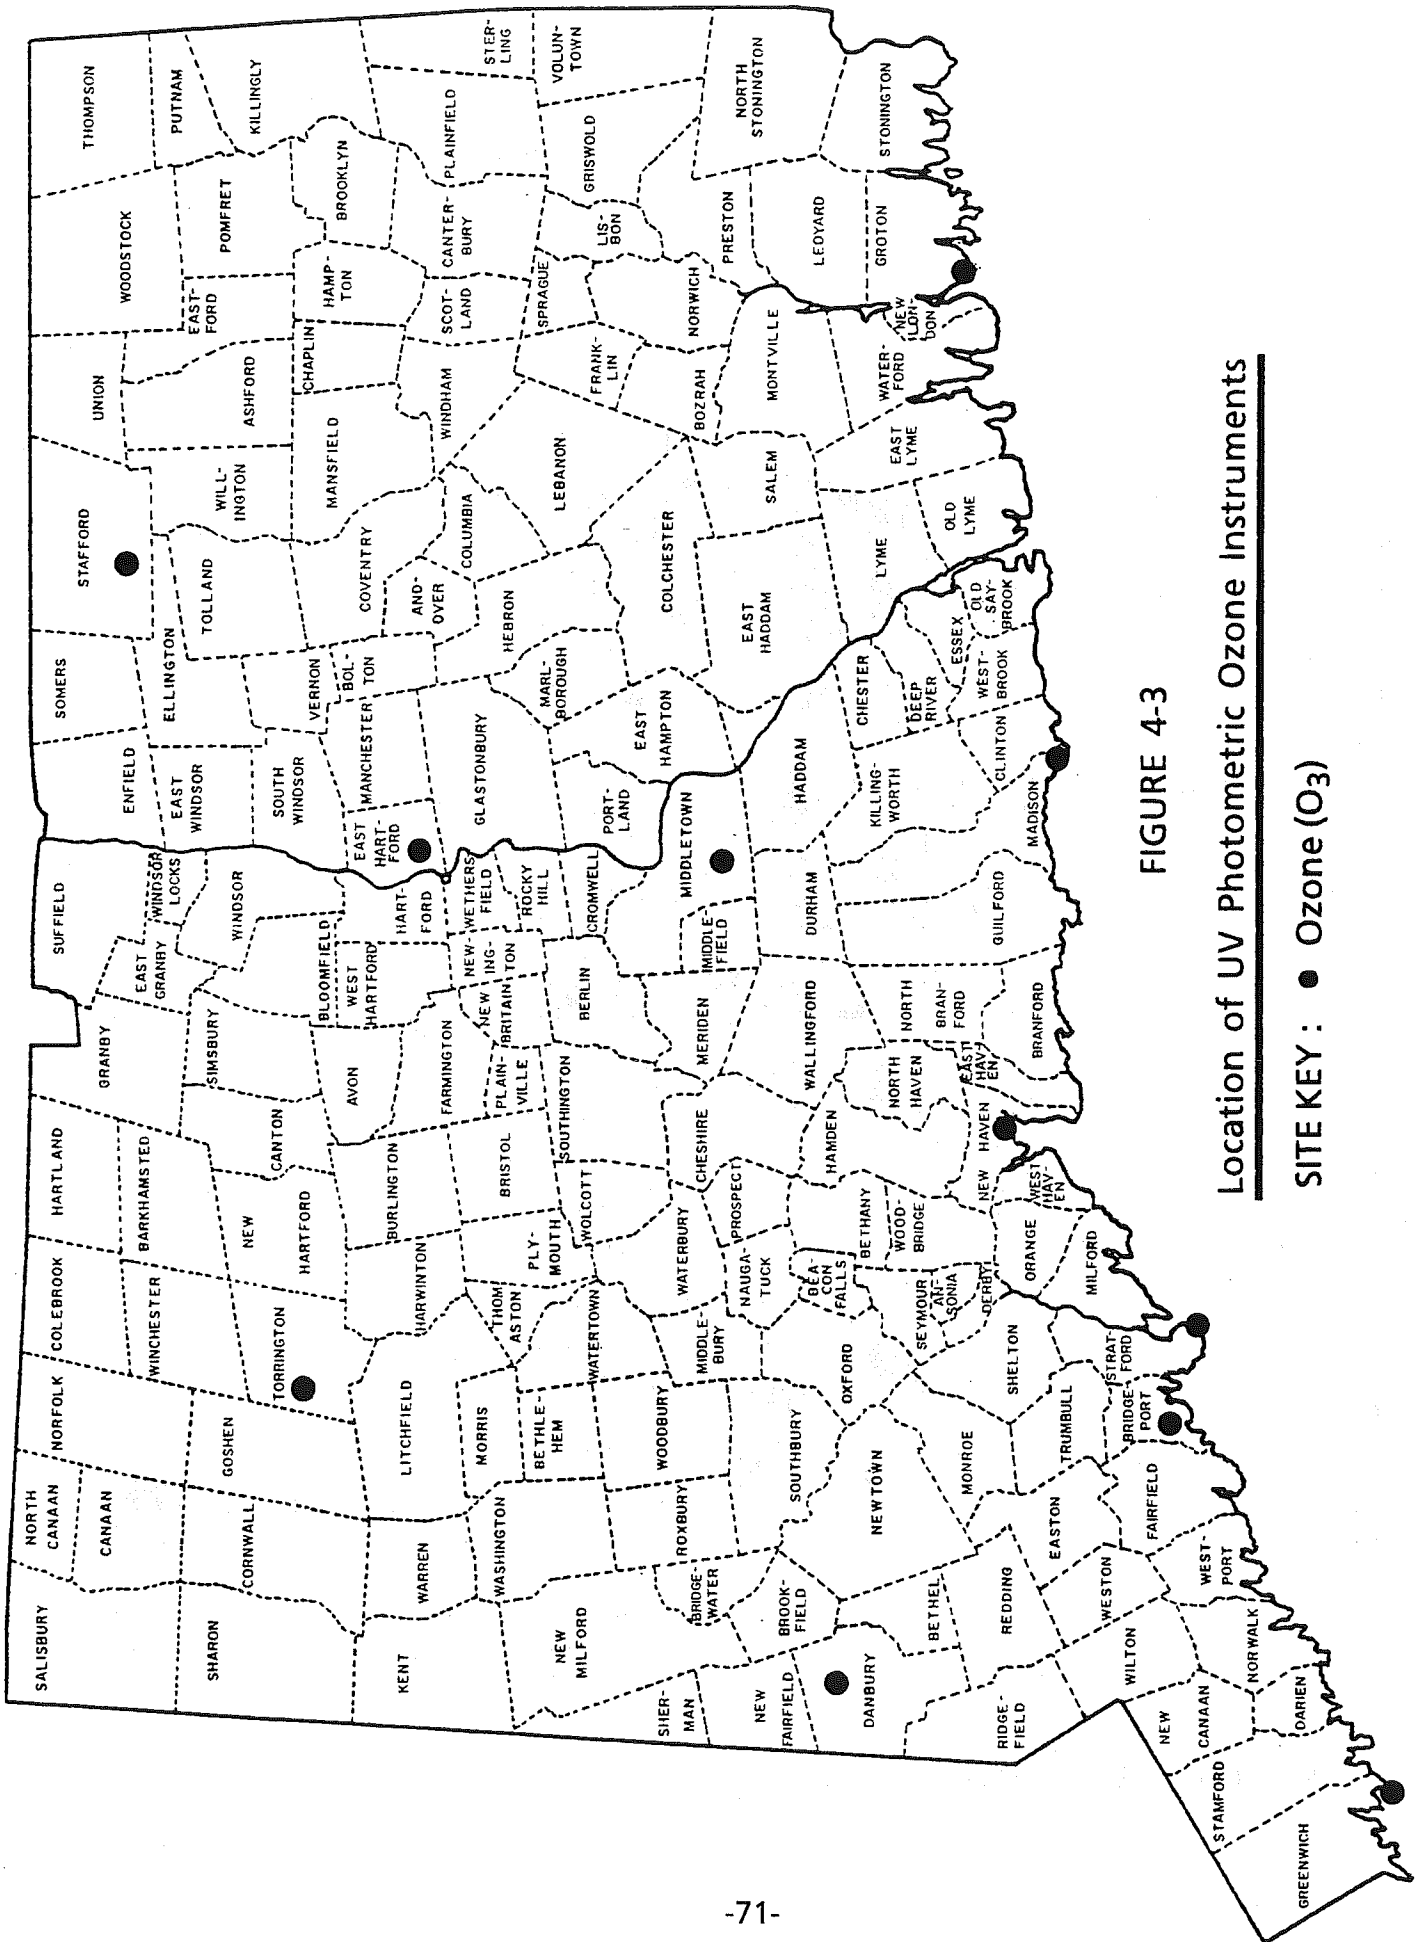 SALISBURY
NORTH
CANAAN
CANAAN
NORFOLK
COLEBROOK
HARTLAND
GRANBY
SUFFIELD
ENFIELD
SOMERS
STAFFORD
UNION
WOODSTOCK
THOMPSON
SHARON
CORNWALL
GOSHEN
WINCHESTER
BARKHAMSTED
EAST
GRANBY
WINDSOR
LOCKS
EAST
WINDSOR
ELLINGTON
PUTNAM
TORRINGTON
NEW
HARTFORD
CANTON
SIMSBURY
WINDSOR
SOUTH
WINDSOR
TOLLAND
WILL-
INGTON
ASHFORD
EAST-
FORD
POMFRET
KILLINGLY
KENT
WARREN
LITCHFIELD
HARWINTON
BURLINGTON
AVON
BLOOMFIELD
WEST
HARTFORD
HART-
FORD
EAST
HART-
FORD
MANCHESTER
VERNON
BOL-
TON
COVENTRY
MANSFIELD
CHAPLIN
HAMP-
TON
BROOKLYN
NEW
MILFORD
WASHINGTON
MORRIS
BETHLE-
HEM
THOM
ASTON
PLY-
MOUTH
BRISTOL
FARMINGTON
PLAIN-
VILLE
NEW
BRITAIN
NEW-
ING-
TON
WETHERS
FIELD
ROCKY
HILL
GLASTONBURY
HEBRON
AND-
OVER
COLUMBIA
WINDHAM
SCOT-
LAND
CANTER-
BURY
PLAINFIELD
STER-
LING
SHER-
MAN
BRIDGE-
WATER
ROXBURY
WOODBURY
WATERTOWN
WOLCOTT
SOUTHINGTON
BERLIN
CROMWELL
PORT-
LAND
MARL-
BOROUGH
LEBANON
FRANK-
LIN
SPRAGUE
LIS-
BON
GRISWOLD
VOLUN-
TOWN
NEW
FAIRFIELD
BROOK-
FIELD
SOUTHBURY
MIDDLE-
BURY
WATERBURY
NAUGA-
TUCK
PROSPECT
CHESHIRE
MERIDEN
MIDDLE-
FIELD
MIDDLETOWN
EAST
HAMPTON
COLCHESTER
BOZRAH
NORWICH
PRESTON
NORTH
STONINGTON
DANBURY
BETHEL
NEWTOWN
OXFORD
BEA-
CON
FALLS
BETHANY
HAMDEN
WALLINGFORD
DURHAM
HADDAM
EAST
HADDAM
SALEM
MONTVILLE
LEDYARD
RIDGE-
FIELD
REDDING
MONROE
SEYMOUR
AN-
SONIA
DERBY
WOOD-
BRIDGE
NORTH
HAVEN
NORTH
BRAN-
FORD
KILLING-
WORTH
CHESTER
DEEP
RIVER
ESSEX
LYME
EAST
LYME
WATER-
FORD
NEW
LON-
DON
GROTON
STONINGTON
WILTON
WESTON
EASTON
TRUMBULL
SHELTON
ORANGE
NEW HAVEN
WEST
HAV-
EN
EAST
HAV-
EN
BRANFORD
GUILFORD
MADISON
CLINTON
WEST-
BROOK
OLD
SAY-
BROOK
OLD
LYME
NEW
CANAAN
NORWALK
WEST-
PORT
FAIRFIELD
BRIDGE-
PORT
STRAT-
FORD
MILFORD
GREENWICH
STAMFORD
DARIEN
FIGURE 4-3
Location of UV Photometric Ozone Instruments
SITE KEY : ● Ozone (O₃)
-71-